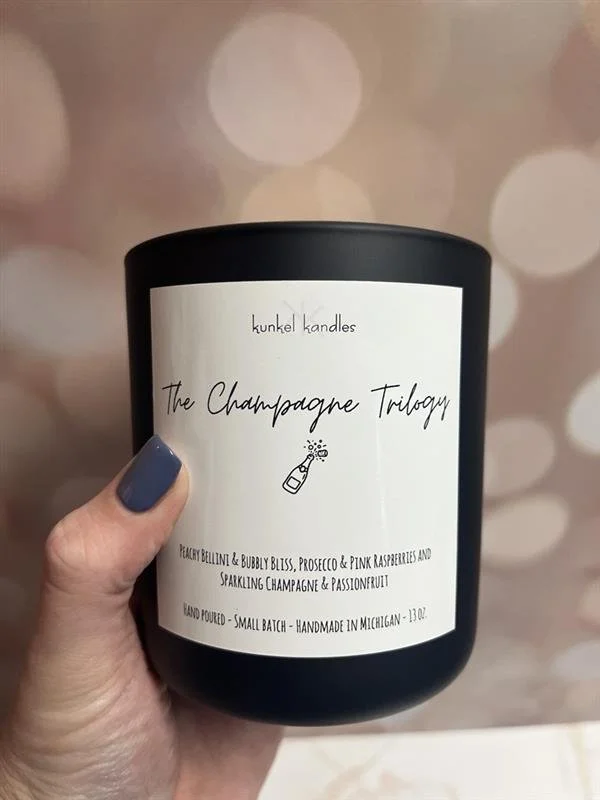 kunkel kandles
The Champagne Trilogy
Peachy Bellini & Bubbly Bliss, Prosecco & Pink Raspberries and
Sparkling Champagne & Passionfruit
Hand poured - Small batch - Handmade in Michigan - 13 oz.